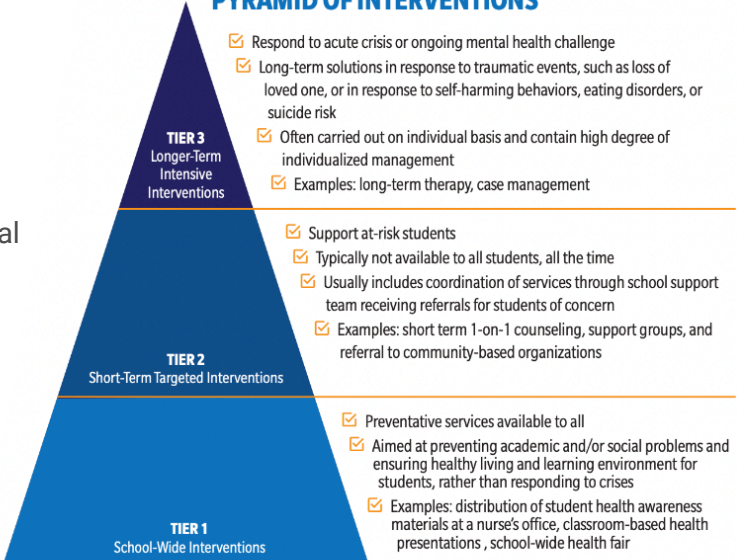 PYRAMID OF INTERVENTIONS
Respond to acute crisis or ongoing mental health challenge
Long-term solutions in response to traumatic events, such as loss of
loved one, or in response to self-harming behaviors, eating disorders, or
suicide risk
Often carried out on individual basis and contain high degree of
individualized management
Examples: long-term therapy, case management
TIER 3
Longer-Term
Intensive
Interventions
al
Support at-risk students
Typically not available to all students, all the time
Usually includes coordination of services through school support
team receiving referrals for students of concern
Examples: short term 1-on-1 counseling, support groups, and
referral to community-based organizations
TIER 2
Short-Term Targeted Interventions
Preventative services available to all
Aimed at preventing academic and/or social problems and
ensuring healthy living and learning environment for
students, rather than responding to crises
Examples: distribution of student health awareness
materials at a nurse's office, classroom-based health
presentations , school-wide health fair
TIER 1
School-Wide Interventions